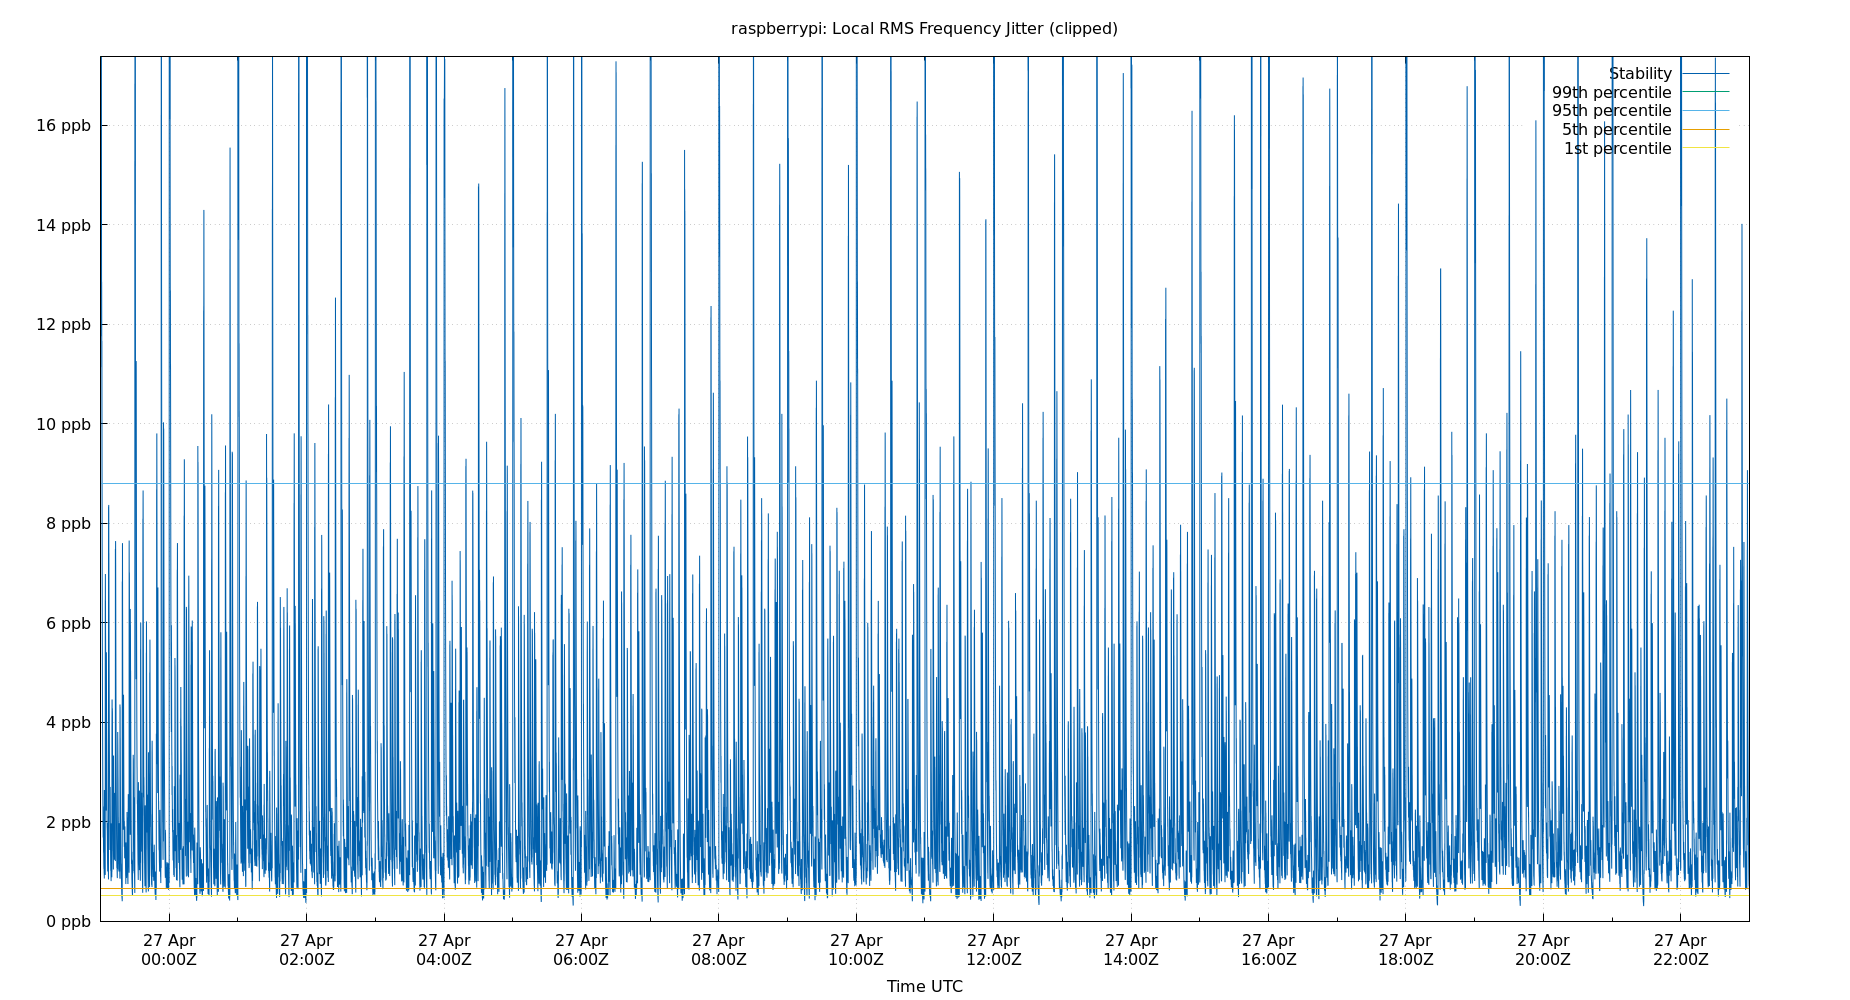 raspberrypi: Local RMS Frequency Jitter (clipped)
Stability
99th percentile
95th percentile
5th percentile
1st percentile
16 ppb
14 ppb
12 ppb
10 ppb
8 ppb
6 ppb
4 ppb
2 ppb
0 ppb
27 Apr 27 Apr 27 Apr 27 Apr 27 Apr 27 Apr 27 Apr 27 Apr 27 Apr 27 Apr 27 Apr 27 Apr
00:00Z 02:00Z 04:00Z 06:00Z 08:00Z 10:00Z 12:00Z 14:00Z 16:00Z 18:00Z 20:00Z 22:00Z
Time UTC